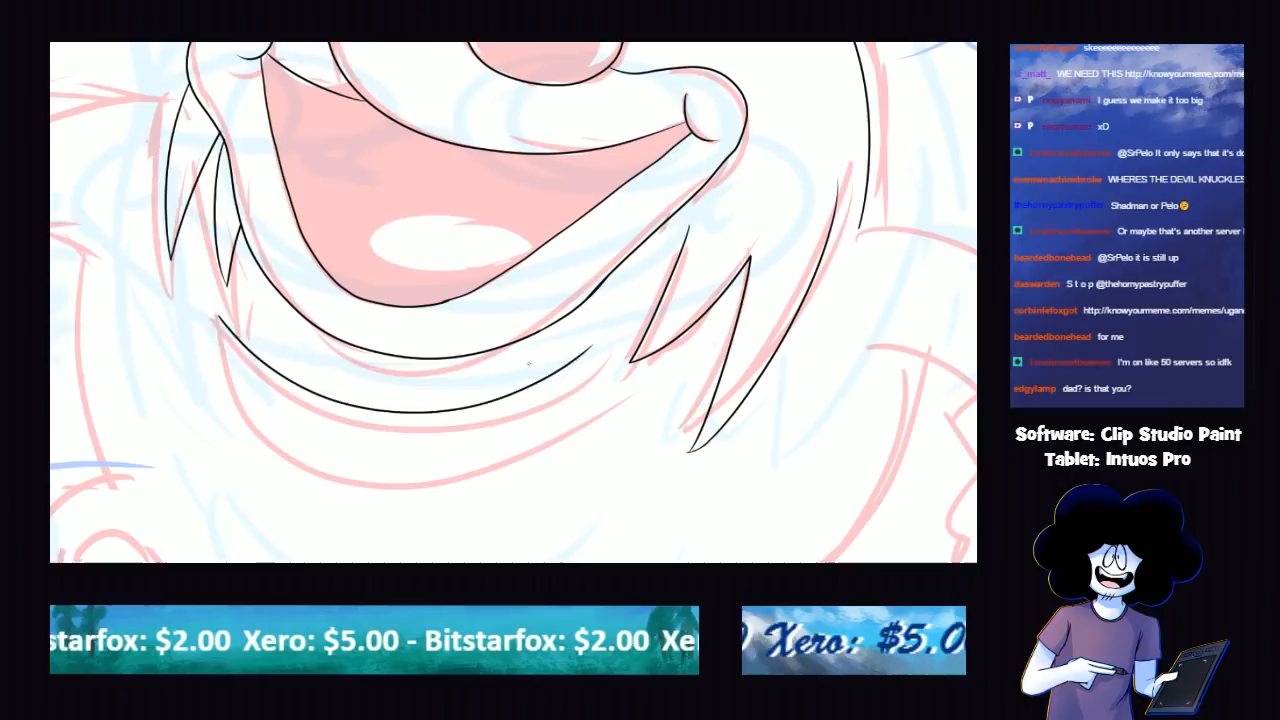 skeeeeeeeeeeeeee
_matt_ WE NEED THIS http://knowyourmeme.com/me
I guess we make it too big
xD
@SrPelo It only says that it's do
WHERES THE DEVIL KNUCKLES
thehornypastrypuffer Shadman or Pelo😕
Or maybe that's another server
beardedbonehead @SrPelo it is still up
daswarden S t o p @thehornypastrypuffer
corbintefoxgot http://knowyourmeme.com/memes/ugan
beardedbonehead for me
I'm on like 50 servers so idfk
edgylamp dad? is that you?
Software: Clip Studio Paint
Tablet: Intuos Pro
starfox: $2.00 Xero: $5.00 - Bitstarfox: $2.00 Xe
Xero: $5.0